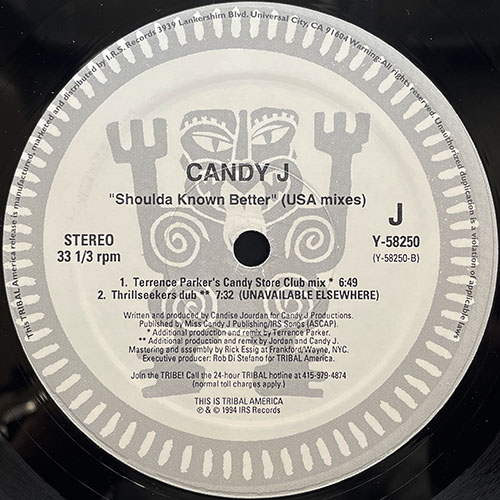 This TRIBAL America release is manufactured, marketed and distributed by I.R.S. Records 3939 Lankershim Blvd. Universal City, CA 91604 Warning: All rights reserved. Unauthorized duplication is a violation of applicable laws
CANDY J
"Shoulda Known Better" (USA mixes)
J
STEREO
33 1/3 rpm
Y-58250
(Y-58250-B)
1. Terrence Parker's Candy Store Club mix * 6:49
2. Thrillseekers dub ** 7:32 (UNAVAILABLE ELSEWHERE)
Written and produced by Candise Jourdan for Candy J Productions.
Published by Miss Candy J Publishing/IRS Songs (ASCAP).
* Additional production and remix by Terrence Parker.
** Additional production and remix by Jordan and Candy J.
Mastering and assembly by Rick Essig at Frankford/Wayne, NYC.
Executive producer: Rob Di Stefano for TRIBAL America.
Join the TRIBE! Call the 24-hour TRIBAL hotline at 415-979-4874
(normal toll charges apply.)
THIS IS TRIBAL AMERICA
℗ & © 1994 IRS Records